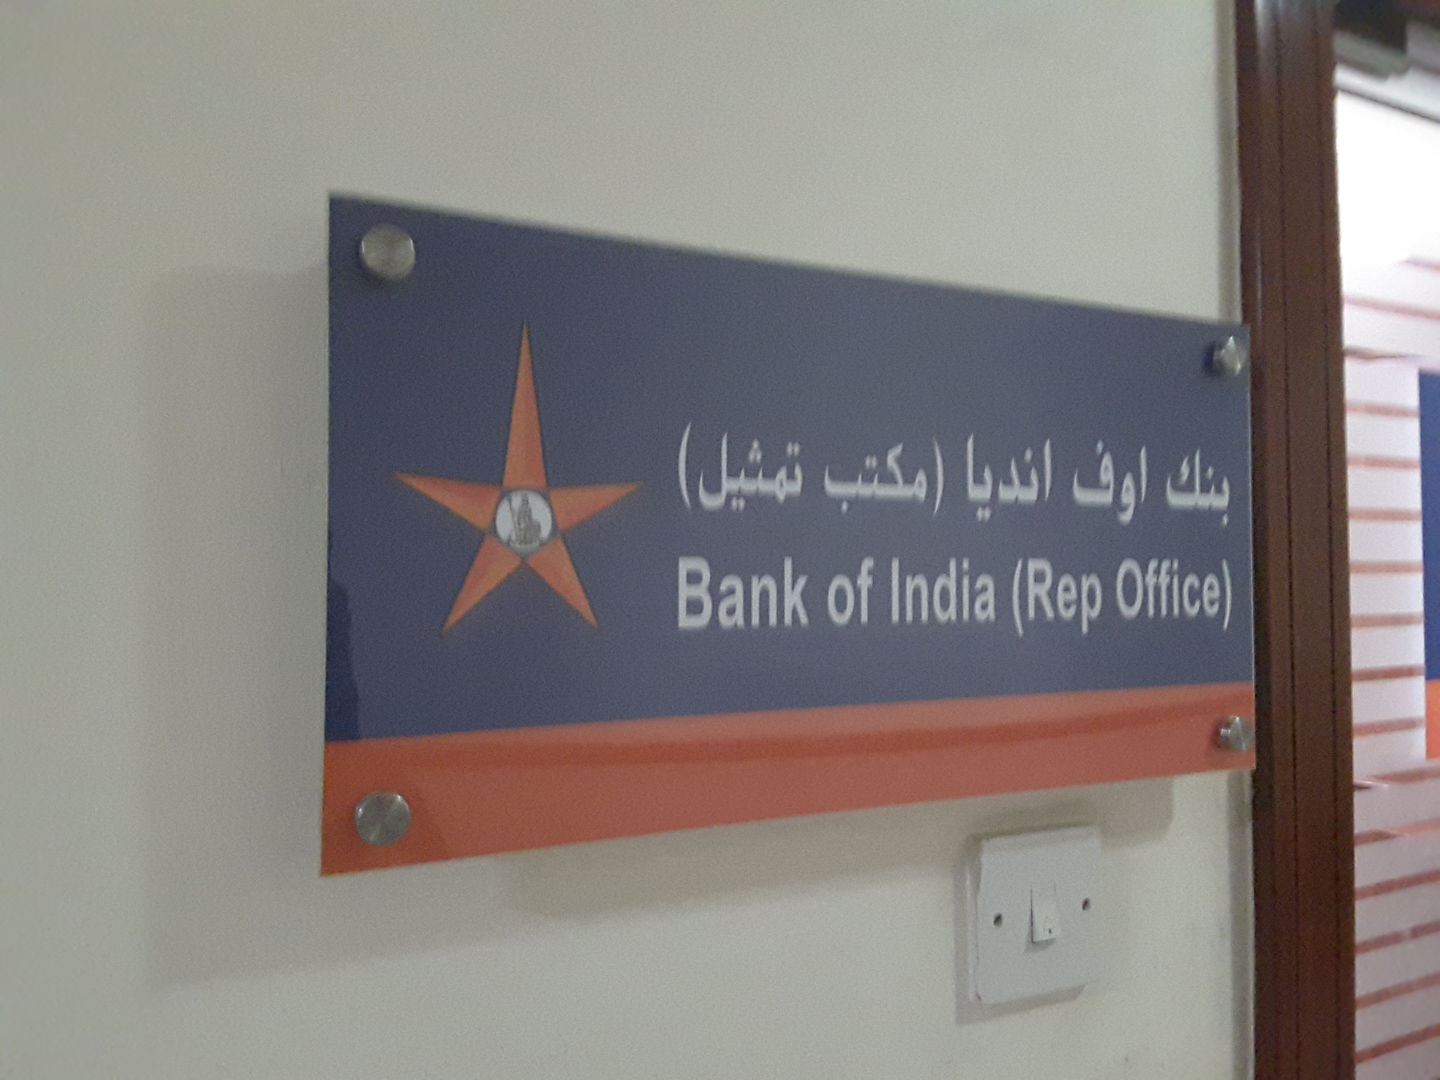 بنك اوف انديا (مكتب تمثيل)
Bank of India (Rep Office)